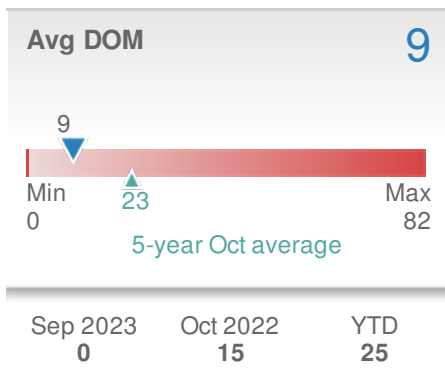 Avg DOM 9
9
Min Max
0 23 82
5-year Oct average
Sep 2023 Oct 2022 YTD
0 15 25